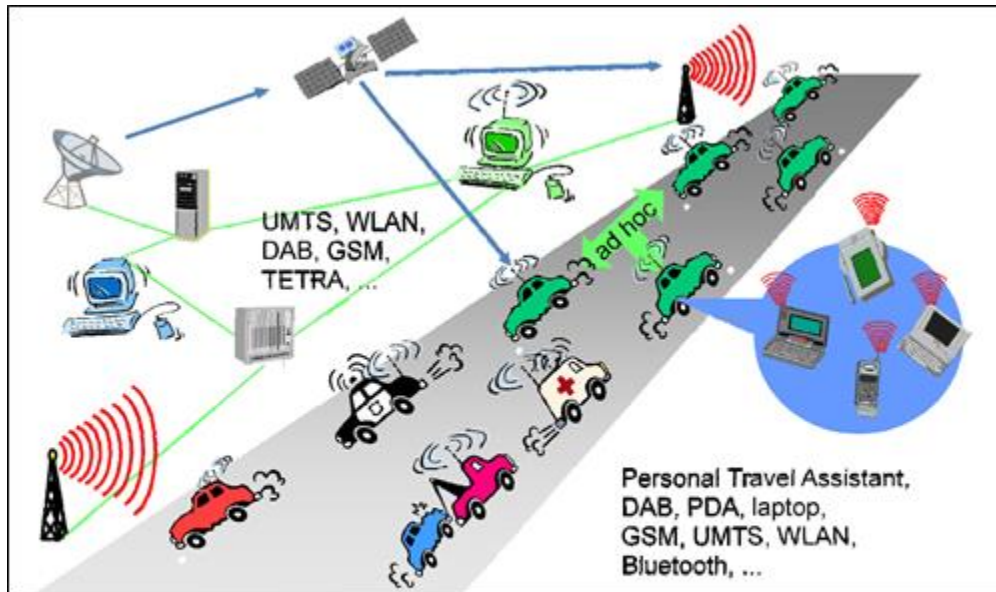 UMTS, WLAN,
DAB, GSM,
TETRA, ...
ad hoc
Personal Travel Assistant,
DAB, PDA, laptop,
GSM, UMTS, WLAN,
Bluetooth, ...